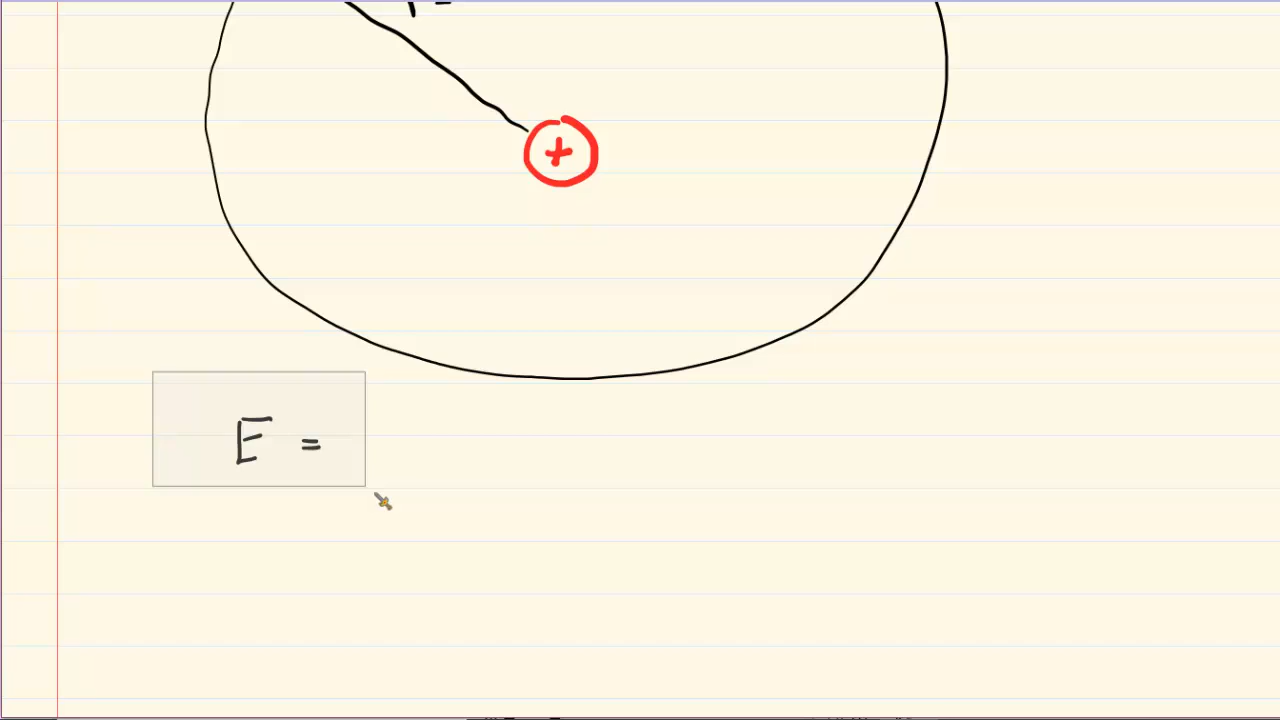 +
E =